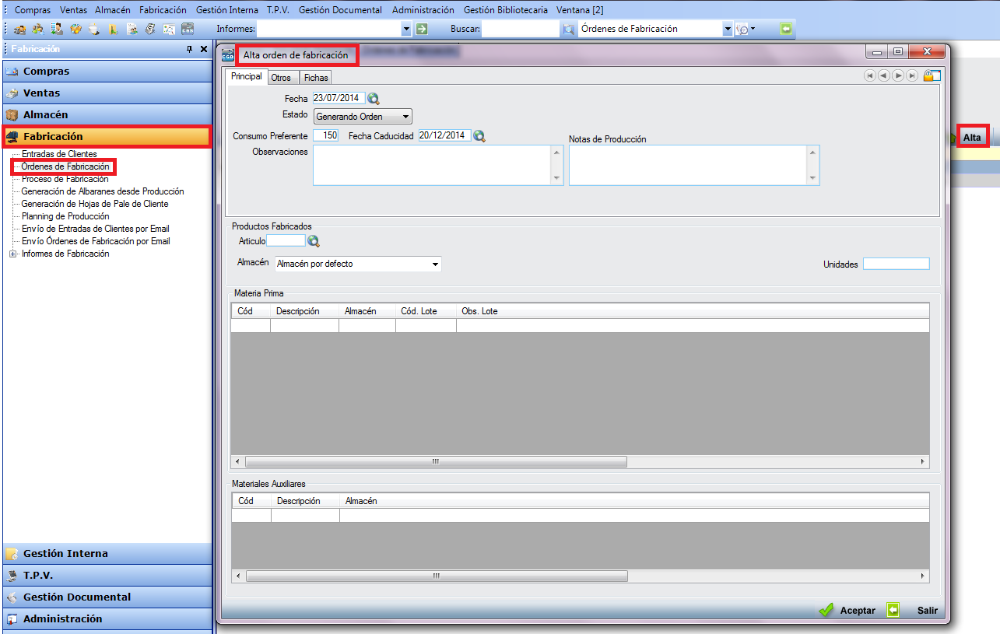 Compras Ventas Almacén Fabricación Gestión Interna T.P.V. Gestión Documental Administración Gestión Bibliotecaria Ventana [2]
Informes: Buscar: Órdenes de Fabricación
Fabricación
Compras
Ventas
Almacén
Fabricación
Entradas de Clientes
Órdenes de Fabricación
Proceso de Fabricación
Generación de Albaranes desde Producción
Generación de Hojas de Pale de Cliente
Planning de Producción
Envío de Entradas de Clientes por Email
Envío Órdenes de Fabricación por Email
Informes de Fabricación
Gestión Interna
T.P.V.
Gestión Documental
Administración
Alta orden de fabricación
Principal Otros Fichas
Fecha 23/07/2014
Estado Generando Orden
Consumo Preferente 150 Fecha Caducidad 20/12/2014
Observaciones
Notas de Producción
Productos Fabricados
Articulo
Almacén Almacén por defecto
Unidades
Materia Prima
Cód Descripción Almacén Cód. Lote Obs. Lote
Materiales Auxiliares
Cód Descripción Almacén
Aceptar Salir
Alta